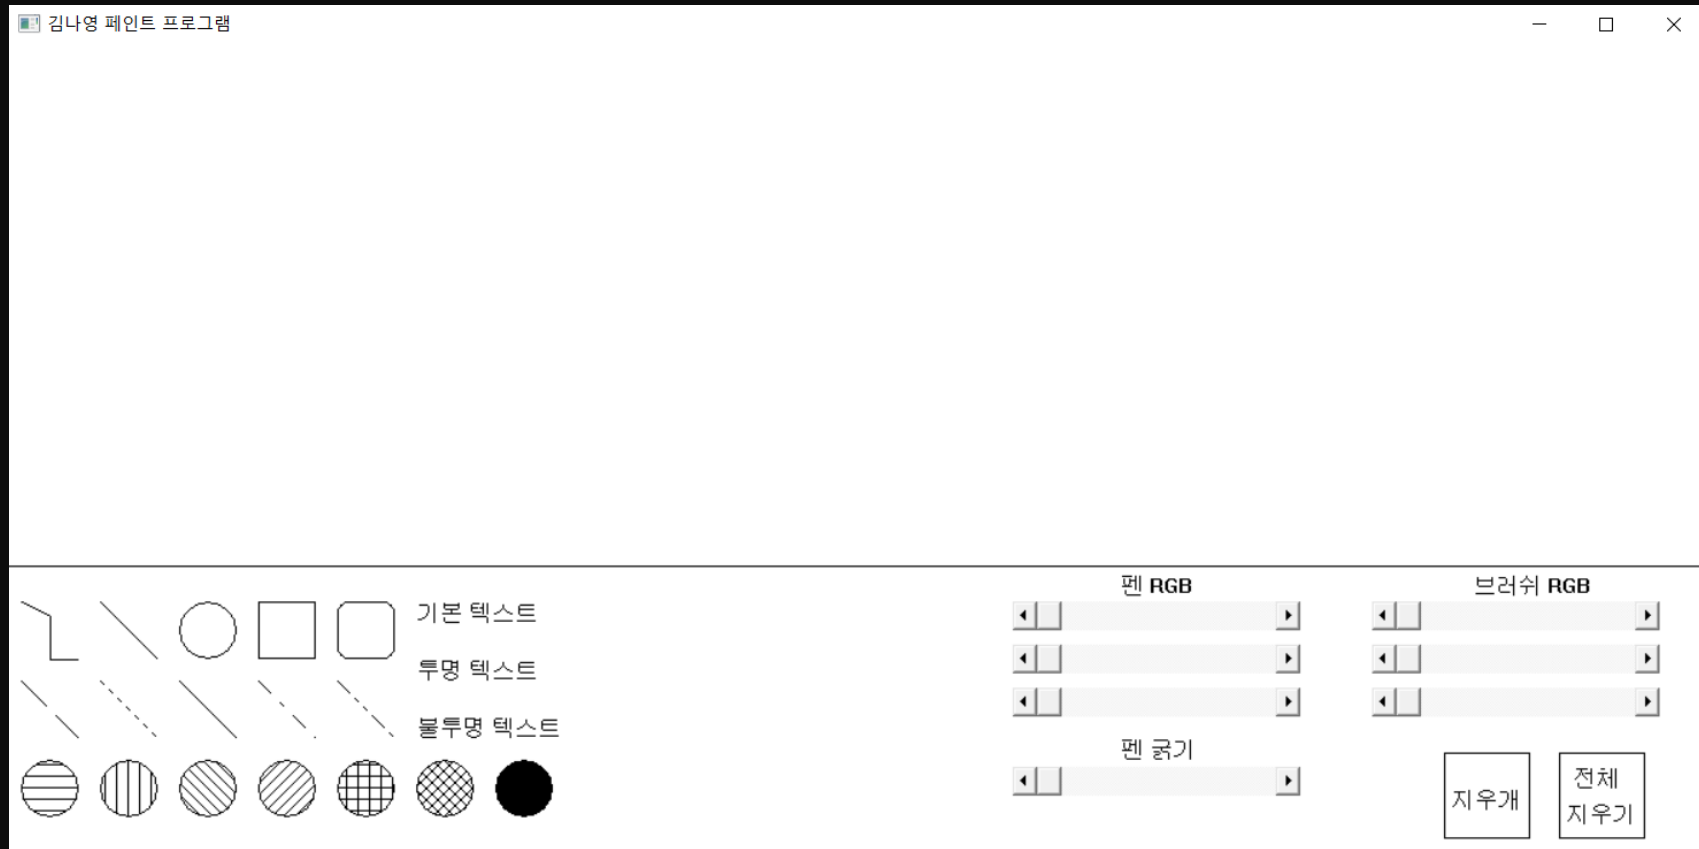 김나영 페인트 프로그램
펜 RGB
브러쉬 RGB
기본 텍스트
투명 텍스트
불투명 텍스트
펜 굵기
지우개
전체
지우기